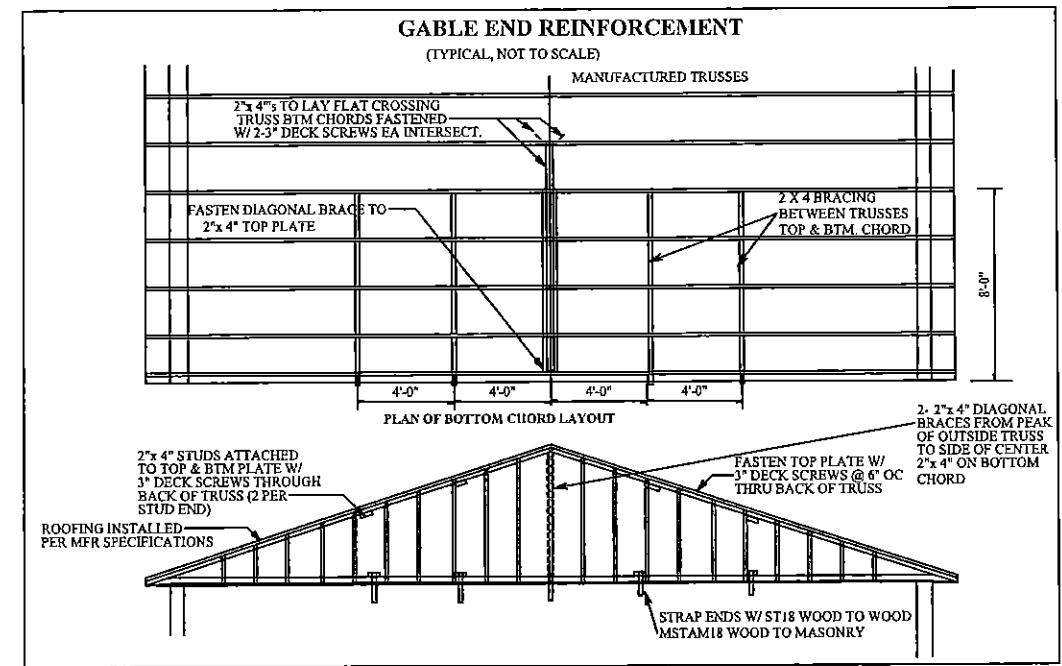 GABLE END REINFORCEMENT
(TYPICAL, NOT TO SCALE)
MANUFACTURED TRUSSES
2"x 4"'s TO LAY FLAT CROSSING
TRUSS BTM CHORDS FASTENED
W/ 2-3" DECK SCREWS EA INTERSECT.
FASTEN DIAGONAL BRACE TO
2"x 4" TOP PLATE
2 X 4 BRACING
BETWEEN TRUSSES
TOP & BTM. CHORD
8'-0"
4'-0"
4'-0"
4'-0"
4'-0"
PLAN OF BOTTOM CHORD LAYOUT
2- 2"x 4" DIAGONAL
BRACES FROM PEAK
OF OUTSIDE TRUSS
TO SIDE OF CENTER
2"x 4" ON BOTTOM
CHORD
2"x 4" STUDS ATTACHED
TO TOP & BTM PLATE W/
3" DECK SCREWS THROUGH
BACK OF TRUSS (2 PER
STUD END)
FASTEN TOP PLATE W/
3" DECK SCREWS @ 6" OC
THRU BACK OF TRUSS
ROOFING INSTALLED
PER MFR SPECIFICATIONS
STRAP ENDS W/ ST18 WOOD TO WOOD
MSTAM18 WOOD TO MASONRY